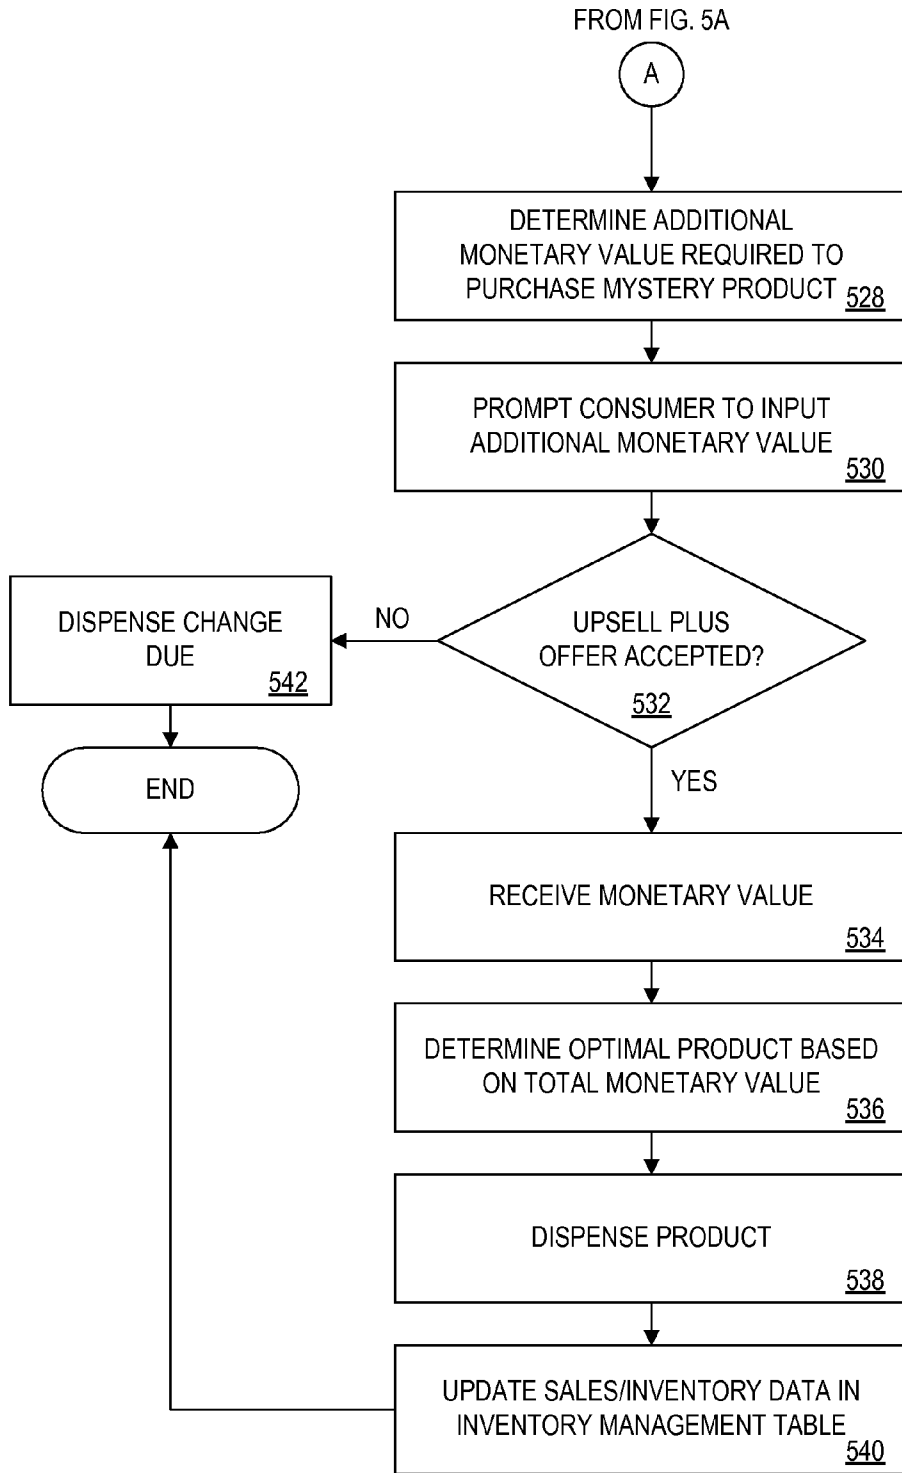 FROM FIG. 5A
A
DETERMINE ADDITIONAL
MONETARY VALUE REQUIRED TO
PURCHASE MYSTERY PRODUCT
528
PROMPT CONSUMER TO INPUT
ADDITIONAL MONETARY VALUE
530
UPSELL PLUS
OFFER ACCEPTED?
532
NO
DISPENSE CHANGE
DUE
542
END
YES
RECEIVE MONETARY VALUE
534
DETERMINE OPTIMAL PRODUCT BASED
ON TOTAL MONETARY VALUE
536
DISPENSE PRODUCT
538
UPDATE SALES/INVENTORY DATA IN
INVENTORY MANAGEMENT TABLE
540